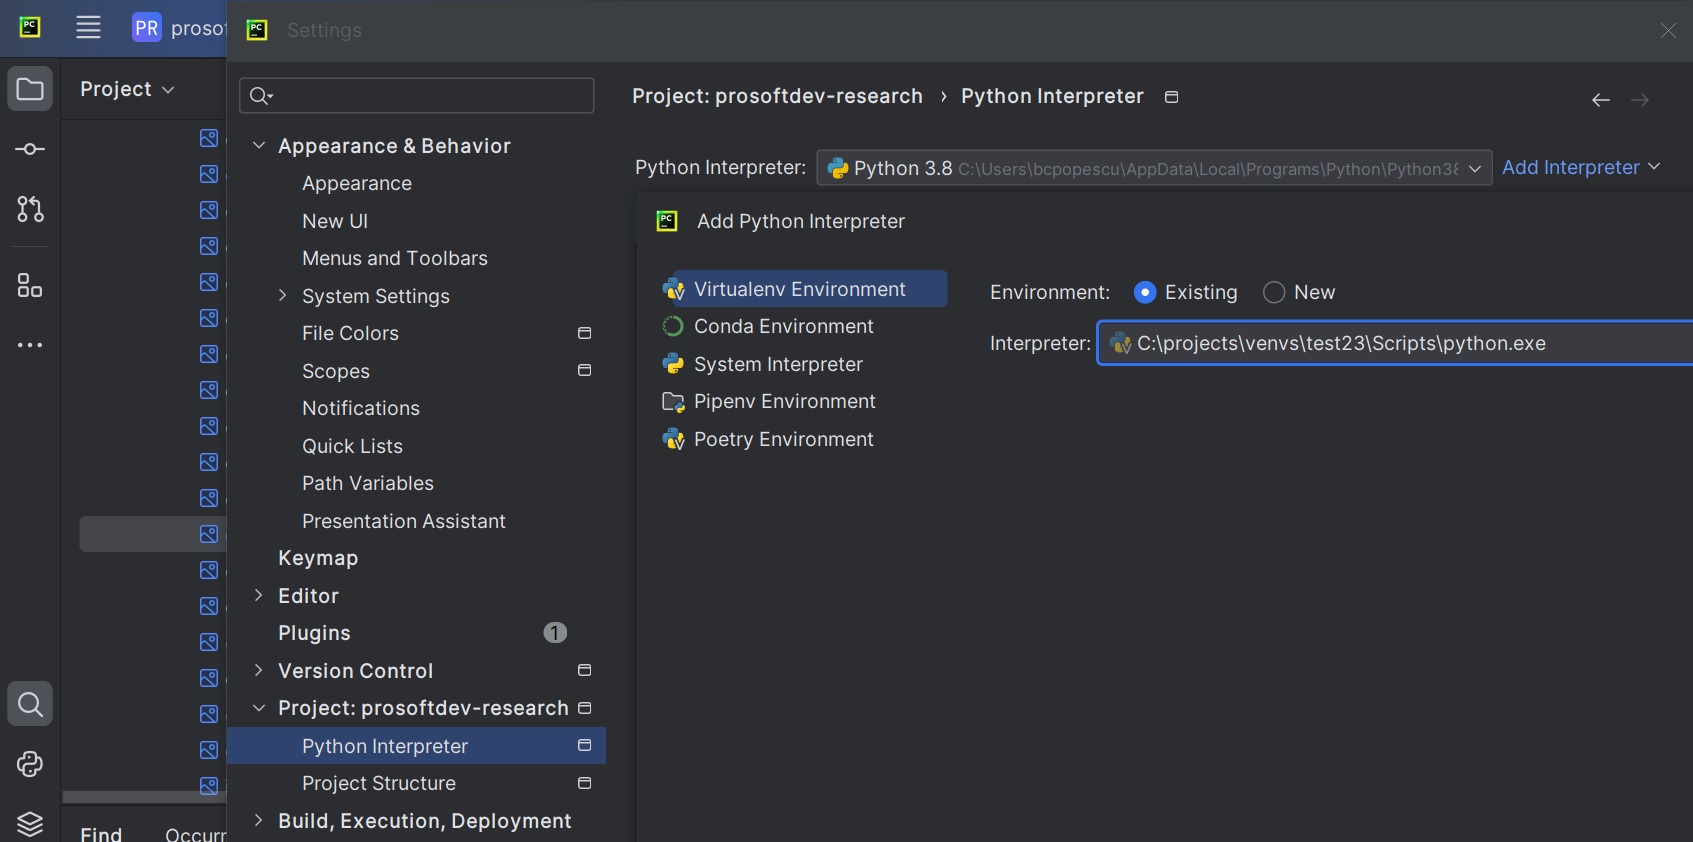 PC
PR prosof
Project
Find Occurr
PC Settings
Appearance & Behavior
Appearance
New UI
Menus and Toolbars
System Settings
File Colors
Scopes
Notifications
Quick Lists
Path Variables
Presentation Assistant
Keymap
Editor
Plugins 1
Version Control
Project: prosoftdev-research
Python Interpreter
Project Structure
Build, Execution, Deployment
Project: prosoftdev-research › Python Interpreter
Python Interpreter: Python 3.8 C:\Users\bcpopescu\AppData\Local\Programs\Python\Python38 Add Interpreter
PC Add Python Interpreter
Virtualenv Environment
Conda Environment
System Interpreter
Pipenv Environment
Poetry Environment
Environment: Existing New
Interpreter: C:\projects\venvs\test23\Scripts\python.exe